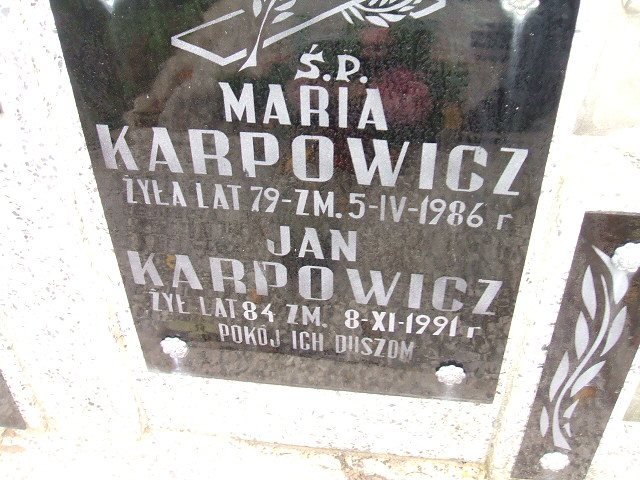 Ś.P.
MARIA
KARPOWICZ
ŻYŁA LAT 79-ZM. 5-IV-1986 r
JAN
KARPOWICZ
ŻYŁ LAT 84 ZM. 8-XI-1991 r
POKÓJ ICH DUSZOM